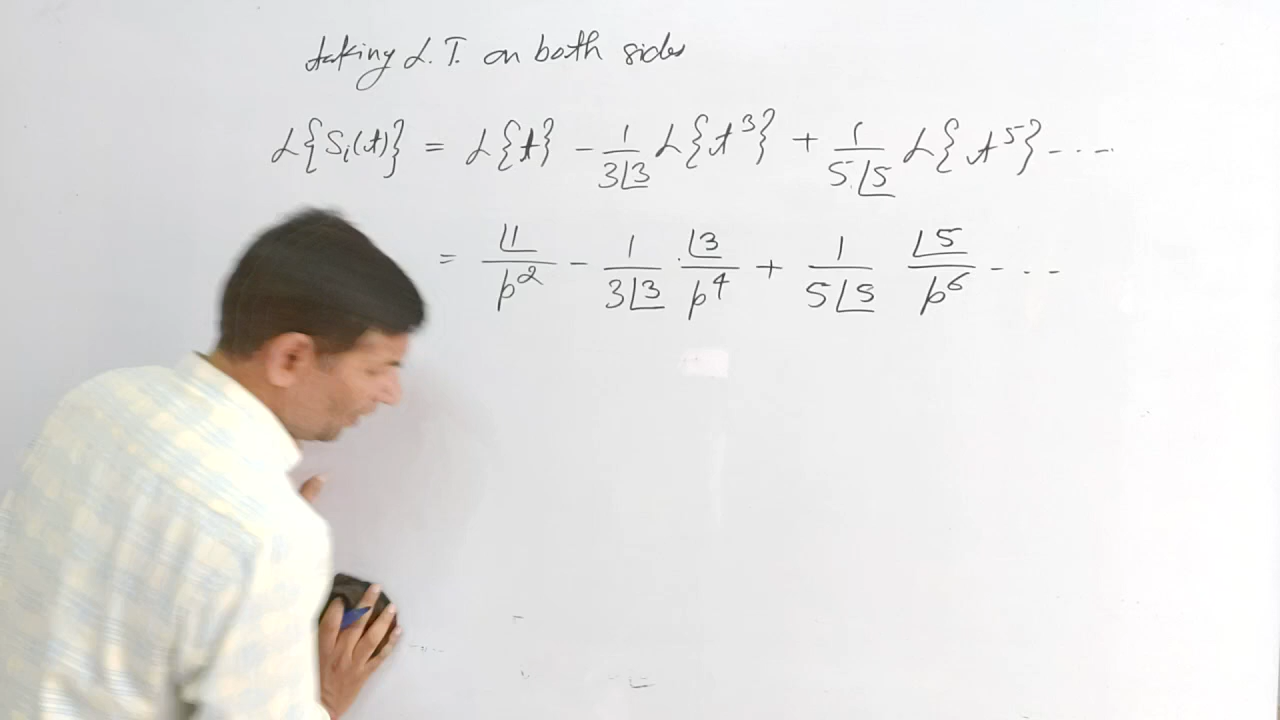 taking L.T. on both sides
L{Si(t)} = L{t} - 1/(3⌊3) L{t³} + 1/(5.⌊5) L{t⁵} - - - -
= ⌊1/p² - 1/(3⌊3) · ⌊3/p⁴ + 1/(5⌊5) ⌊5/p⁶ - - - -